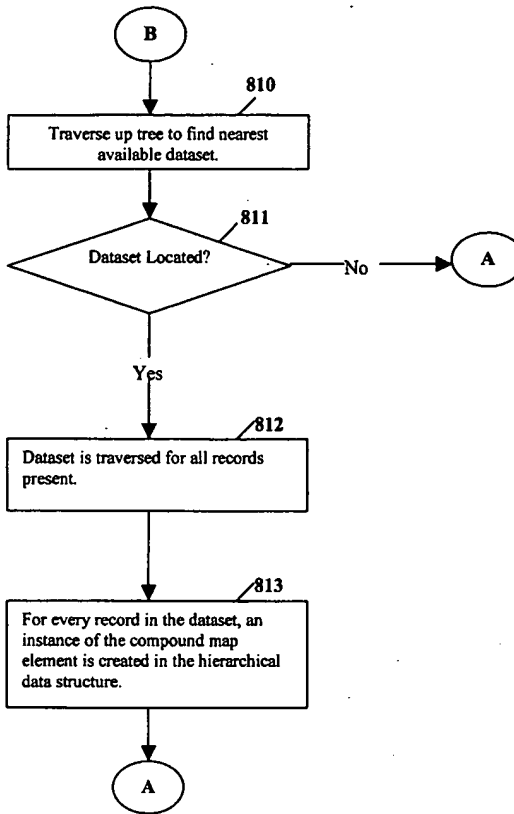 B
810
Traverse up tree to find nearest
available dataset.
811
Dataset Located?
No
A
Yes
812
Dataset is traversed for all records
present.
813
For every record in the dataset, an
instance of the compound map
element is created in the hierarchical
data structure.
A